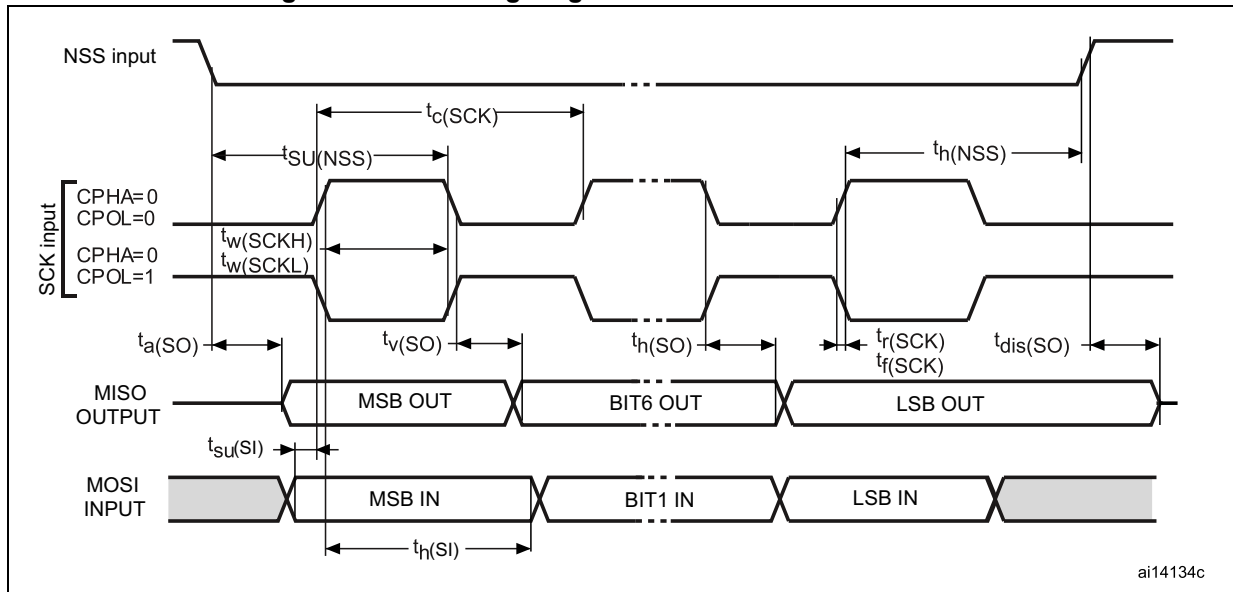 NSS input
tc(SCK)
tSU(NSS)
th(NSS)
SCK input
CPHA=0
CPOL=0
tw(SCKH)
CPHA=0
tw(SCKL)
CPOL=1
ta(SO)
tv(SO)
th(SO)
tr(SCK)
tf(SCK)
tdis(SO)
MISO
OUTPUT
MSB OUT
BIT6 OUT
LSB OUT
tsu(SI)
MOSI
INPUT
MSB IN
BIT1 IN
LSB IN
th(SI)
ai14134c